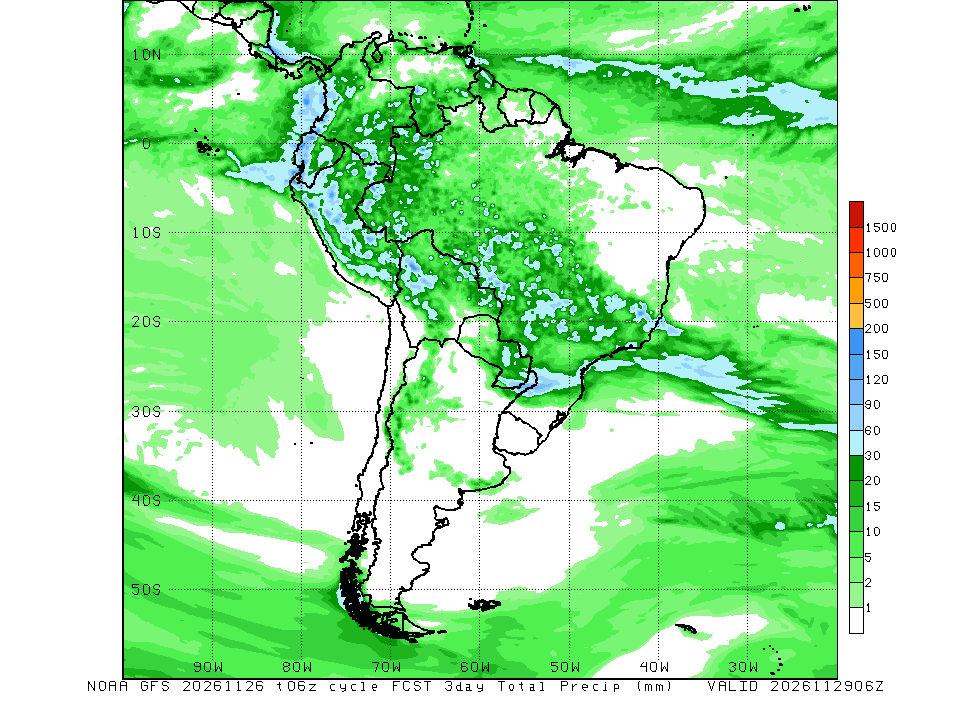 10N
0
10S
20S
30S
40S
50S
90W 80W 70W 60W 50W 40W 30W
1500
1000
750
500
200
150
120
90
60
30
20
15
10
5
2
1
NOAA GFS 20261126 t06z cycle FCST 3day Total Precip (mm) VALID 2026112906Z